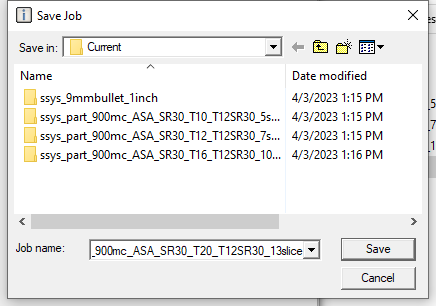 Save Job
Save in: Current
Name Date modified
ssys_9mmbullet_1inch 4/3/2023 1:15 PM
ssys_part_900mc_ASA_SR30_T10_T12SR30_5s... 4/3/2023 1:15 PM
ssys_part_900mc_ASA_SR30_T12_T12SR30_7s... 4/3/2023 1:15 PM
ssys_part_900mc_ASA_SR30_T16_T12SR30_10... 4/3/2023 1:16 PM
Job name: _900mc_ASA_SR30_T20_T12SR30_13slice Save
Cancel
es